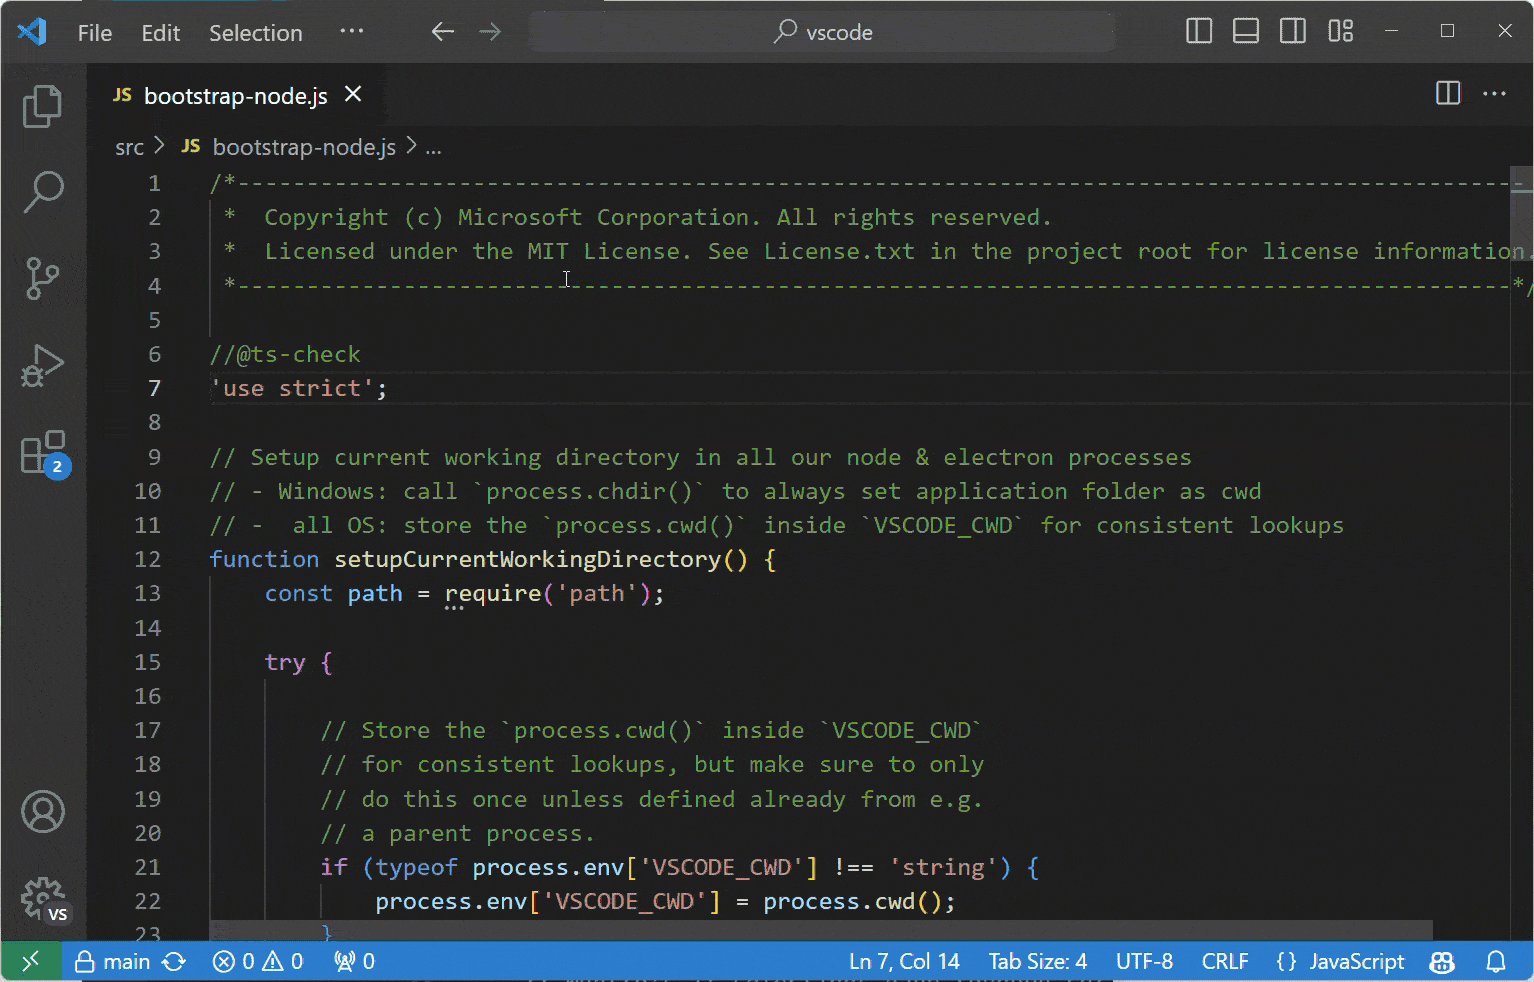 File Edit Selection ··· vscode
JS bootstrap-node.js
src > JS bootstrap-node.js > ...
1 /*---------------------------------------------------------------------------------------------
2  *  Copyright (c) Microsoft Corporation. All rights reserved.
3  *  Licensed under the MIT License. See License.txt in the project root for license information.
4  *--------------------------------------------------------------------------------------------*/
5
6 //@ts-check
7 'use strict';
8
9 // Setup current working directory in all our node & electron processes
10 // - Windows: call `process.chdir()` to always set application folder as cwd
11 // -  all OS: store the `process.cwd()` inside `VSCODE_CWD` for consistent lookups
12 function setupCurrentWorkingDirectory() {
13     const path = require('path');
14
15     try {
16
17         // Store the `process.cwd()` inside `VSCODE_CWD`
18         // for consistent lookups, but make sure to only
19         // do this once unless defined already from e.g.
20         // a parent process.
21         if (typeof process.env['VSCODE_CWD'] !== 'string') {
22             process.env['VSCODE_CWD'] = process.cwd();
23         }
2
VS
main 0 0 0 Ln 7, Col 14 Tab Size: 4 UTF-8 CRLF {} JavaScript